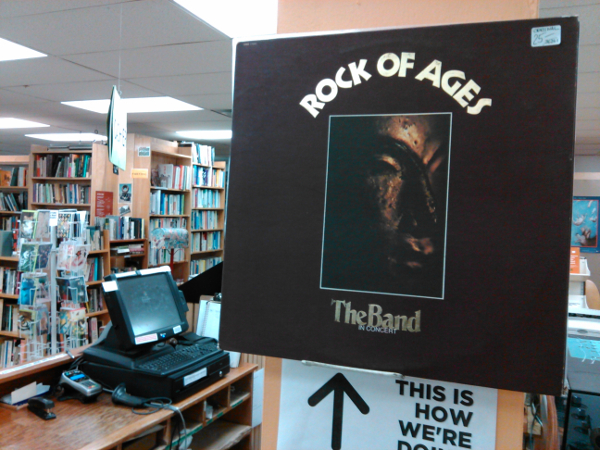 ROCK OF AGES
The Band
IN CONCERT
THIS IS
HOW
WE'RE